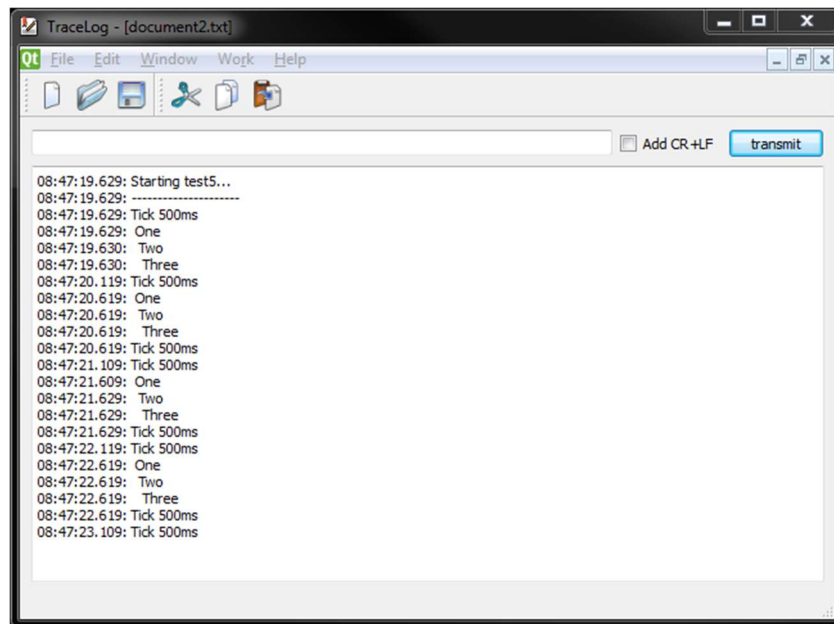 TraceLog - [document2.txt]
Qt File Edit Window Work Help
Add CR+LF transmit
08:47:19.629: Starting test5...
08:47:19.629: ---------------------
08:47:19.629: Tick 500ms
08:47:19.629:  One
08:47:19.630:   Two
08:47:19.630:    Three
08:47:20.119: Tick 500ms
08:47:20.619:  One
08:47:20.619:   Two
08:47:20.619:    Three
08:47:20.619: Tick 500ms
08:47:21.109: Tick 500ms
08:47:21.609:  One
08:47:21.629:   Two
08:47:21.629:    Three
08:47:21.629: Tick 500ms
08:47:22.119: Tick 500ms
08:47:22.619:  One
08:47:22.619:   Two
08:47:22.619:    Three
08:47:22.619: Tick 500ms
08:47:23.109: Tick 500ms